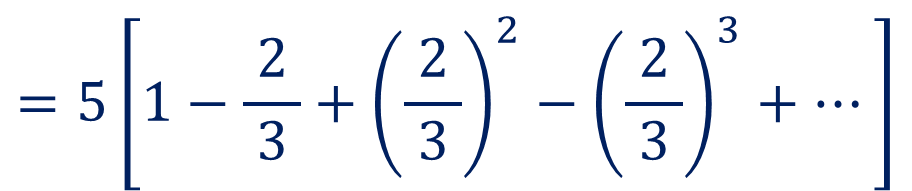 = 5 [1 − 2/3 + (2/3)² − (2/3)³ + ⋯]